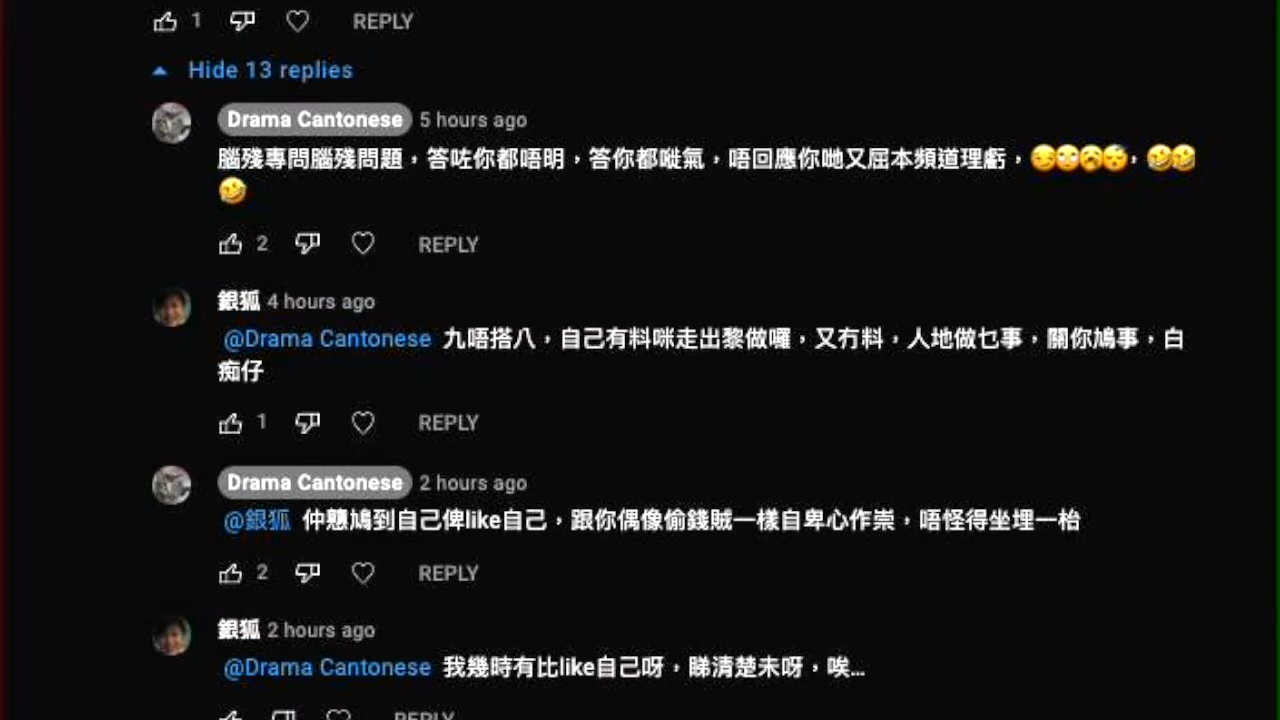 1 REPLY
Hide 13 replies
Drama Cantonese 5 hours ago
腦殘專問腦殘問題，答咗你都唔明，答你都嘥氣，唔回應你哋又屈本頻道理虧，😏🙄😪😴，🤣🤣
🤣
2 REPLY
銀狐 4 hours ago
@Drama Cantonese 九唔搭八，自己有料咪走出黎做囉，又冇料，人地做乜事，關你鳩事，白
痴仔
1 REPLY
Drama Cantonese 2 hours ago
@銀狐 仲戇鳩到自己俾like自己，跟你偶像偷錢賊一樣自卑心作祟，唔怪得坐埋一枱
2 REPLY
銀狐 2 hours ago
@Drama Cantonese 我幾時有比like自己呀，睇清楚未呀，唉...
REPLY